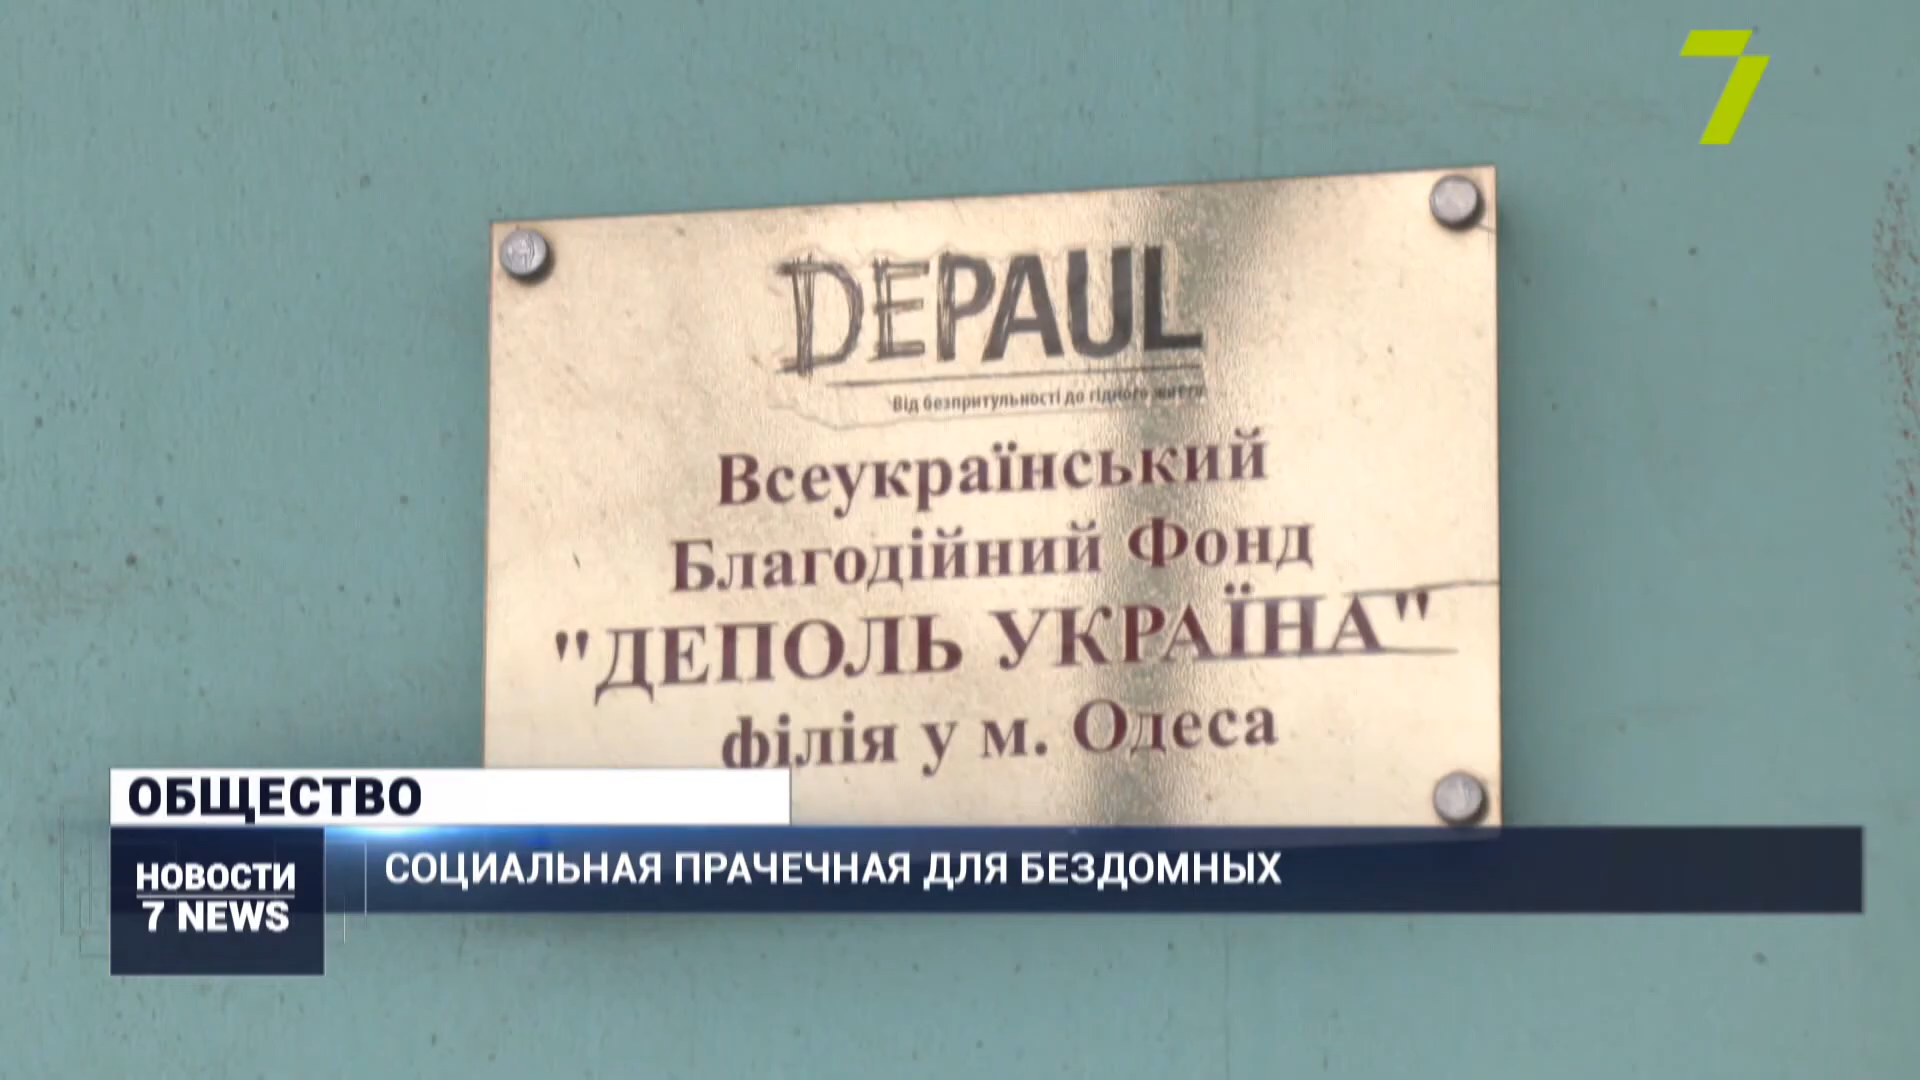 7
DEPAUL
Від безпритульності до гідного життя
Всеукраїнський
Благодійний Фонд
"ДЕПОЛЬ УКРАЇНА"
філія у м. Одеса
ОБЩЕСТВО
НОВОСТИ
7 NEWS
СОЦИАЛЬНАЯ ПРАЧЕЧНАЯ ДЛЯ БЕЗДОМНЫХ